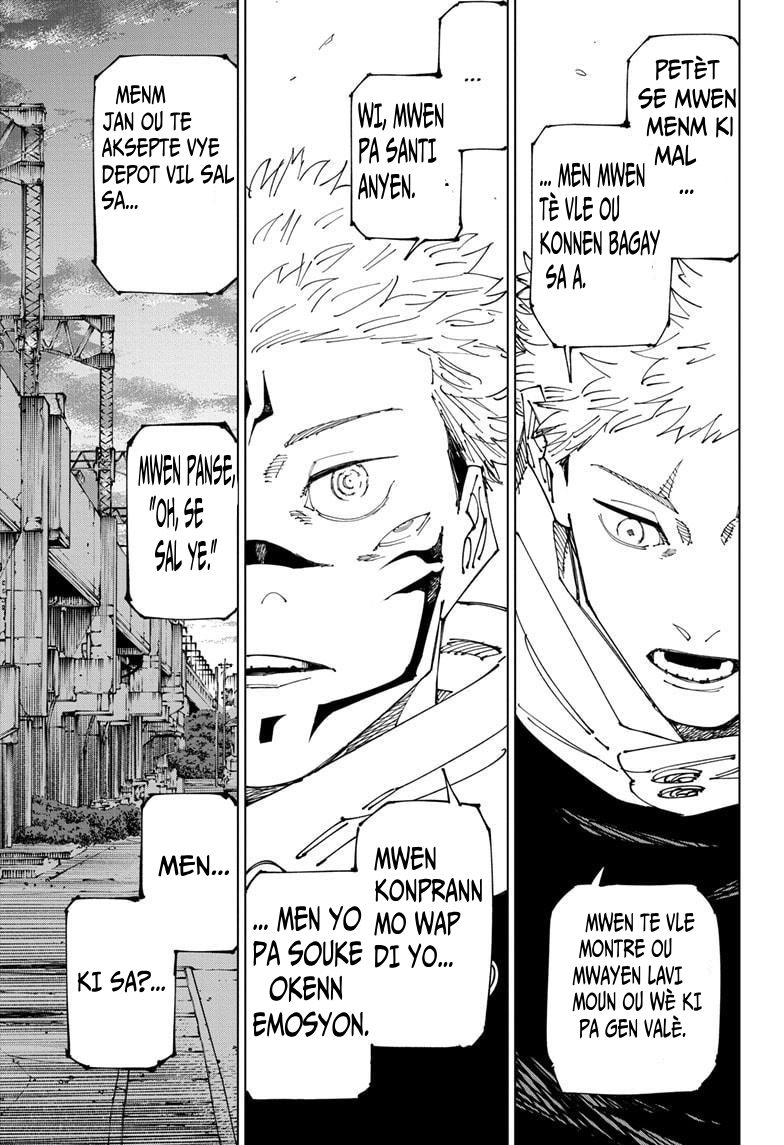 PETÈT
SE MWEN
MENM KI
MAL
...
... MEN MWEN
TÈ VLE OU
KONNEN BAGAY
SA A.
MWEN TE VLE
MONTRE OU
MWAYEN LAVI
MOUN OU WÈ KI
PA GEN VALÈ.
...
WI, MWEN
PA SANTI
ANYEN.
MWEN
KONPRANN
MO WAP
DI YO...
... MEN YO
PA SOUKE
OKENN
EMOSYON.
MENM
JAN OU TE
AKSEPTE VYE
DEPOT VIL SAL
SA...
MWEN PANSE,
"OH, SE
SAL YE."
MEN...
KI SA?...